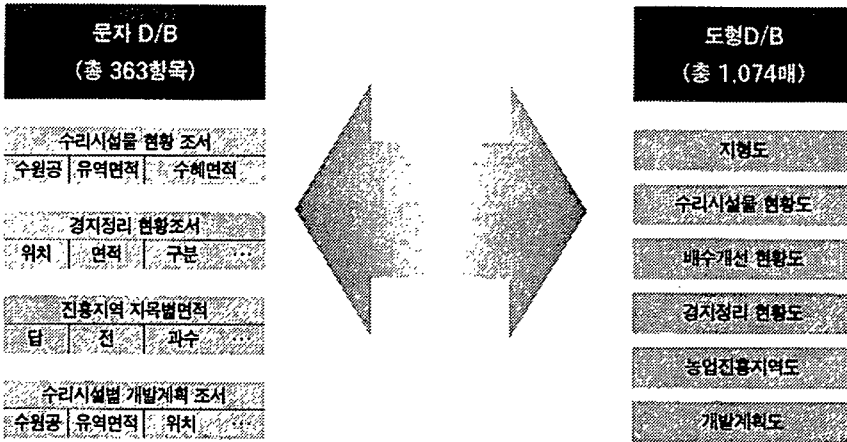 문자 D/B
(총 363항목)
수리시설물 현황 조서
수원공 유역면적 수혜면적
경지정리 현황조서
위치 면적 구분 ...
진흥지역 지목별면적
답 전 과수 ...
수리시설별 개발계획 조서
수원공 유역면적 위치 ...
도형D/B
(총 1,074매)
지형도
수리시설물 현황도
배수개선 현황도
경지정리 현황도
농업진흥지역도
개발계획도